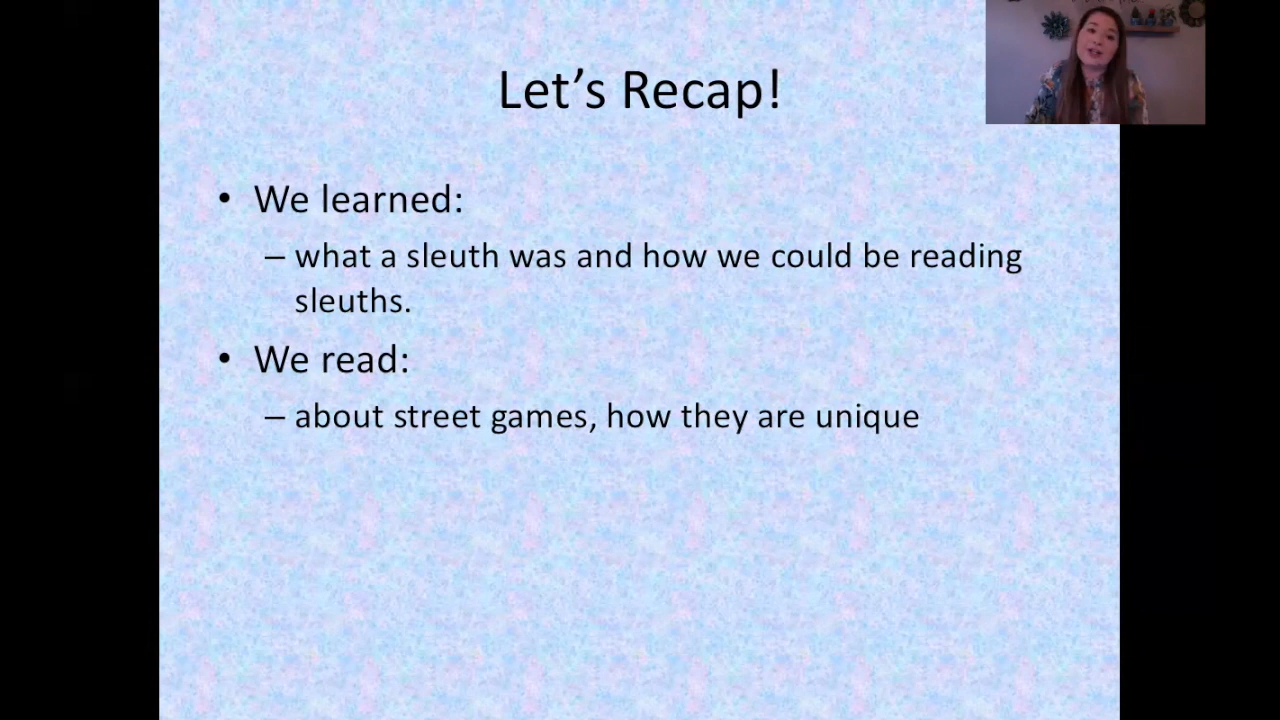 Let’s Recap!
• We learned:
– what a sleuth was and how we could be reading
sleuths.
• We read:
– about street games, how they are unique